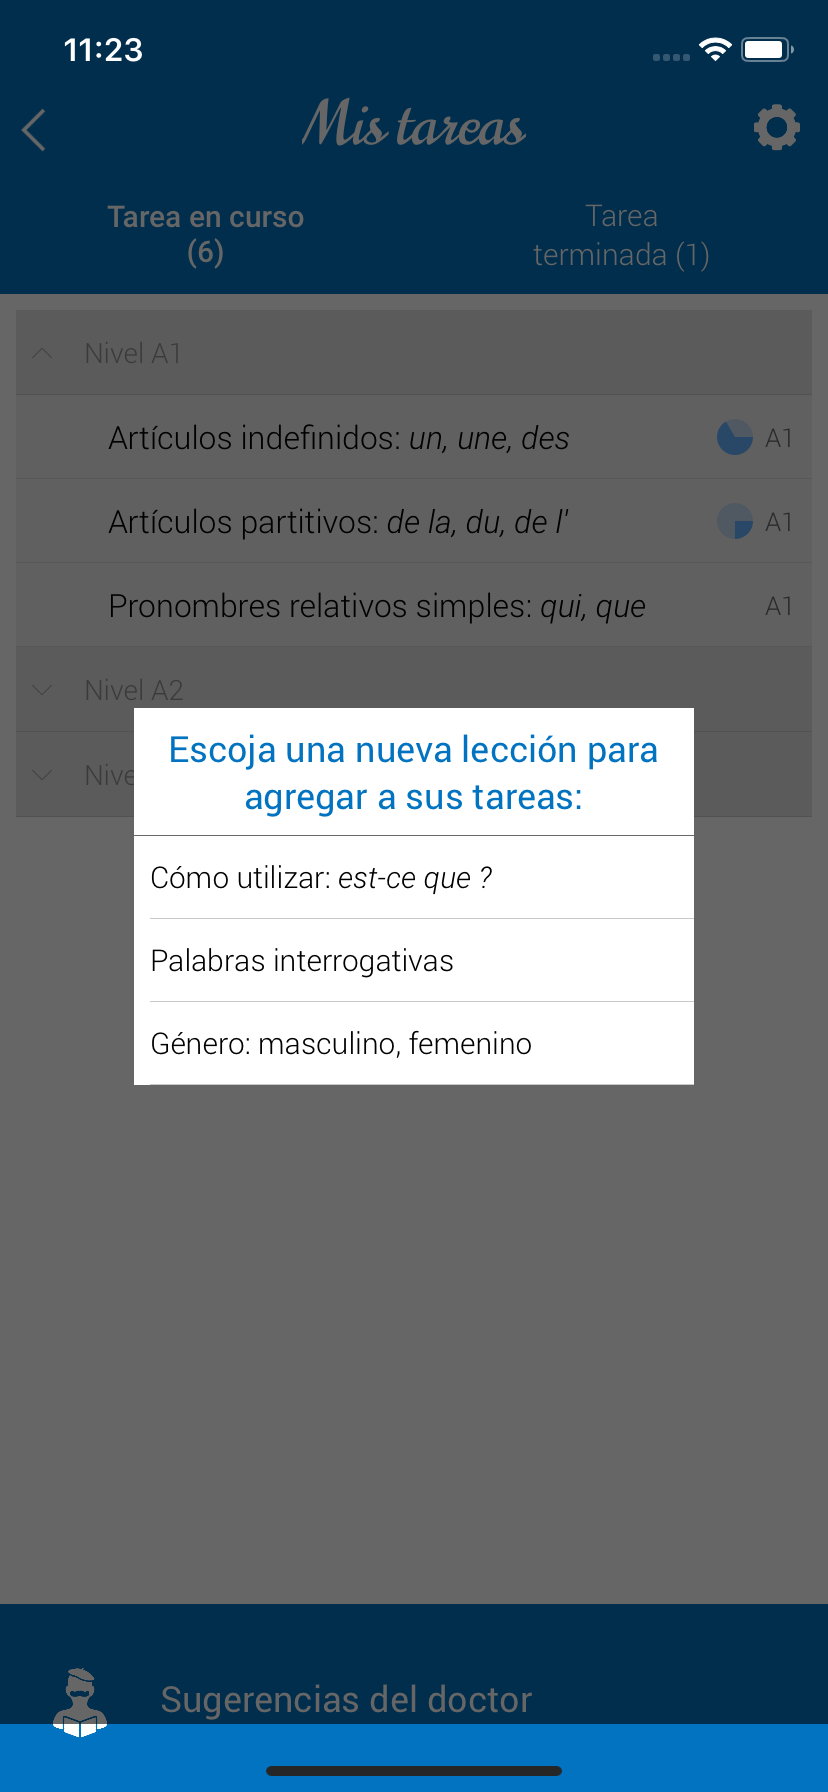 11:23
Mis tareas
Tarea en curso
(6)
Tarea
terminada (1)
Nivel A1
Artículos indefinidos: un, une, des A1
Artículos partitivos: de la, du, de l' A1
Pronombres relativos simples: qui, que A1
Nivel A2
Nive
Escoja una nueva lección para
agregar a sus tareas:
Cómo utilizar: est-ce que ?
Palabras interrogativas
Género: masculino, femenino
Sugerencias del doctor